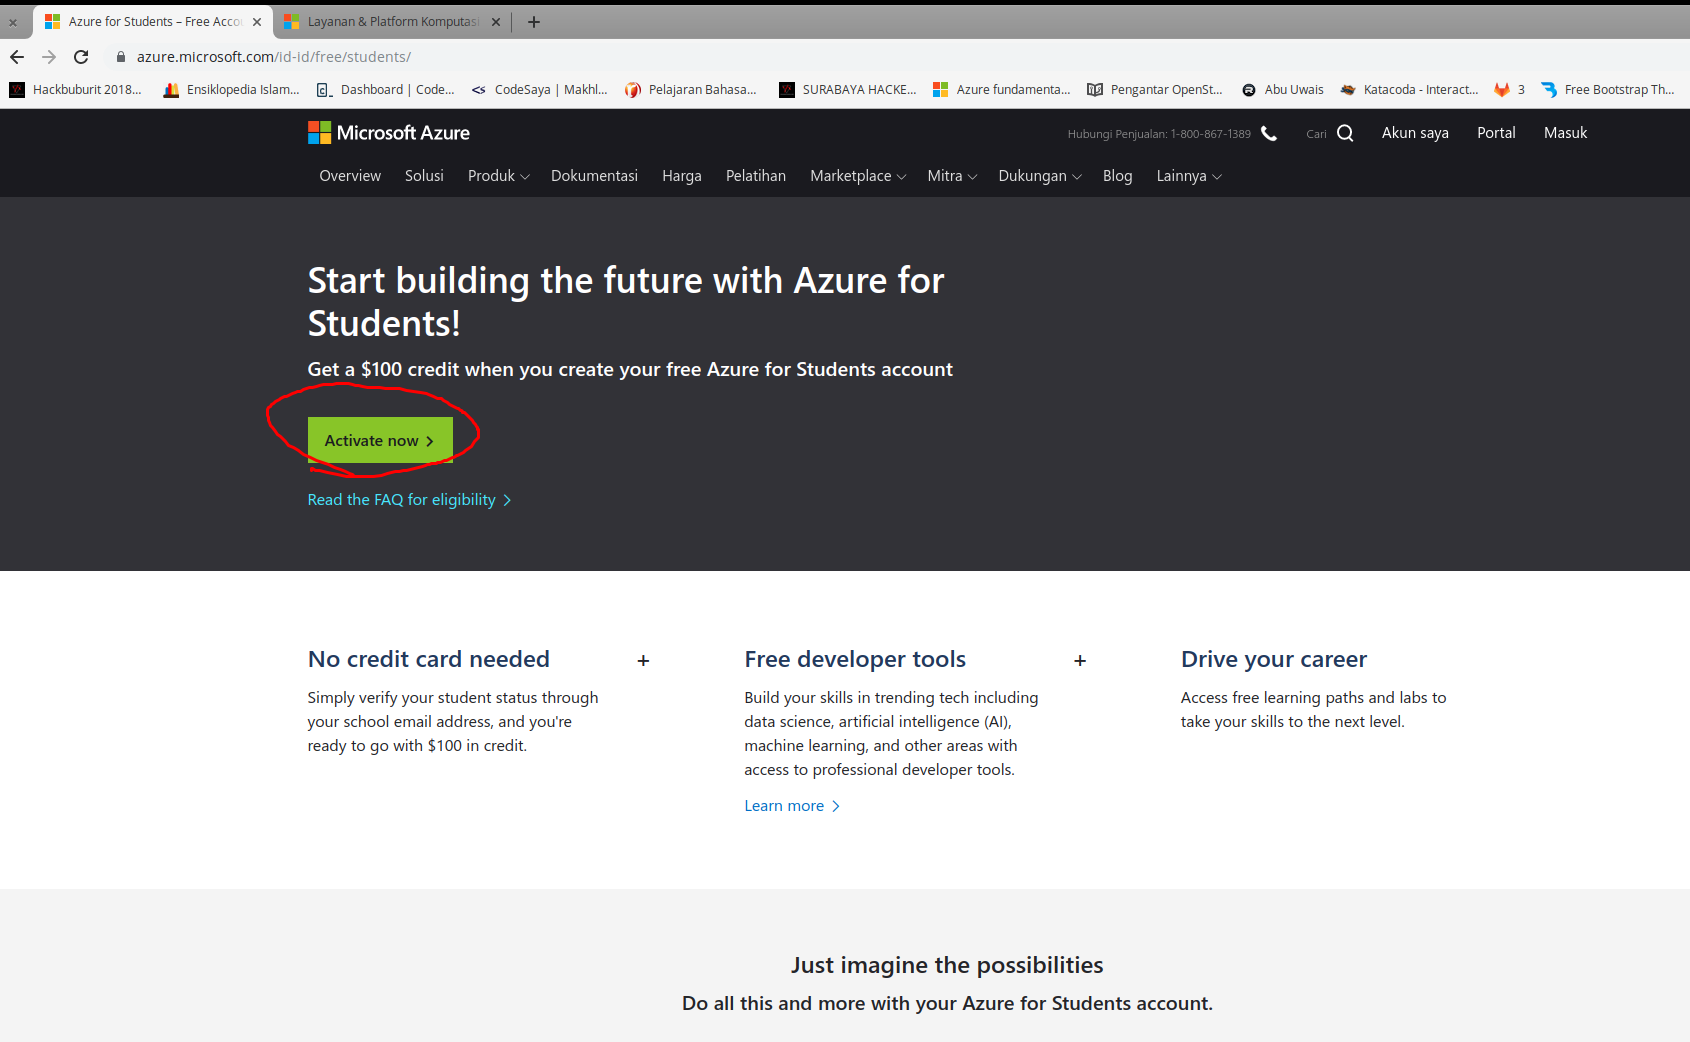 Azure for Students – Free Acco
Layanan & Platform Komputasi
azure.microsoft.com/id-id/free/students/
Hackbuburit 2018... Ensiklopedia Islam... Dashboard | Code... CodeSaya | Makhl... Pelajaran Bahasa... SURABAYA HACKE... Azure fundamenta... Pengantar OpenSt... Abu Uwais Katacoda - Interact... 3 Free Bootstrap Th...
Microsoft Azure
Hubungi Penjualan: 1-800-867-1389 Cari Akun saya Portal Masuk
Overview Solusi Produk Dokumentasi Harga Pelatihan Marketplace Mitra Dukungan Blog Lainnya
Start building the future with Azure for
Students!
Get a $100 credit when you create your free Azure for Students account
Activate now
Read the FAQ for eligibility
No credit card needed +
Simply verify your student status through
your school email address, and you're
ready to go with $100 in credit.
Free developer tools +
Build your skills in trending tech including
data science, artificial intelligence (AI),
machine learning, and other areas with
access to professional developer tools.
Learn more
Drive your career
Access free learning paths and labs to
take your skills to the next level.
Just imagine the possibilities
Do all this and more with your Azure for Students account.